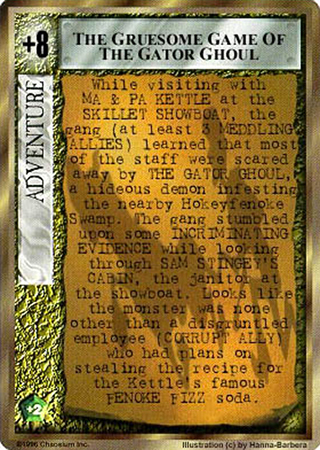 +8
THE GRUESOME GAME OF
THE GATOR GHOUL
ADVENTURE
While visiting with
MA & PA KETTLE at the
SKILLET SHOWBOAT, the
gang (at least 3 MEDDLING
ALLIES) learned that most
of the staff were scared
away by THE GATOR GHOUL,
a hideous demon infesting
the nearby Hokeyfenoke
Swamp. The gang stumbled
upon some INCRIMINATING
EVIDENCE while looking
through SAM STINGEY'S
CABIN, the janitor at
the showboat. Looks like
the monster was none
other than a disgruntled
employee (CORRUPT ALLY)
who had plans on
stealing the recipe for
the Kettle's famous
FENOKE FIZZ soda.
+2
©1996 Chaosium Inc.
Illustration (c) by Hanna-Barbera